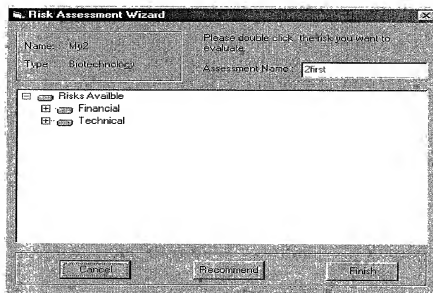 Risk Assessment Wizard
Name: My2
Type: Biotechnology
Please double click the risk you want to
evaluate
Assessment Name: 2first
Risks Availble
Financial
Technical
Cancel Recommend Finish